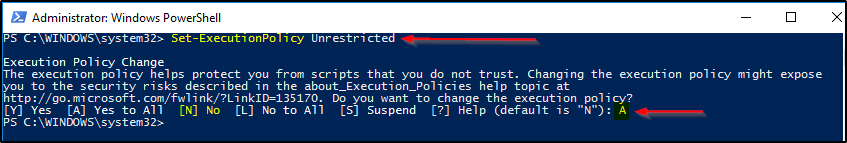 Administrator: Windows PowerShell
PS C:\WINDOWS\system32> Set-ExecutionPolicy Unrestricted
Execution Policy Change
The execution policy helps protect you from scripts that you do not trust. Changing the execution policy might expose
you to the security risks described in the about_Execution_Policies help topic at
http://go.microsoft.com/fwlink/?LinkID=135170. Do you want to change the execution policy?
[Y] Yes  [A] Yes to All  [N] No  [L] No to All  [S] Suspend  [?] Help (default is "N"): A
PS C:\WINDOWS\system32>